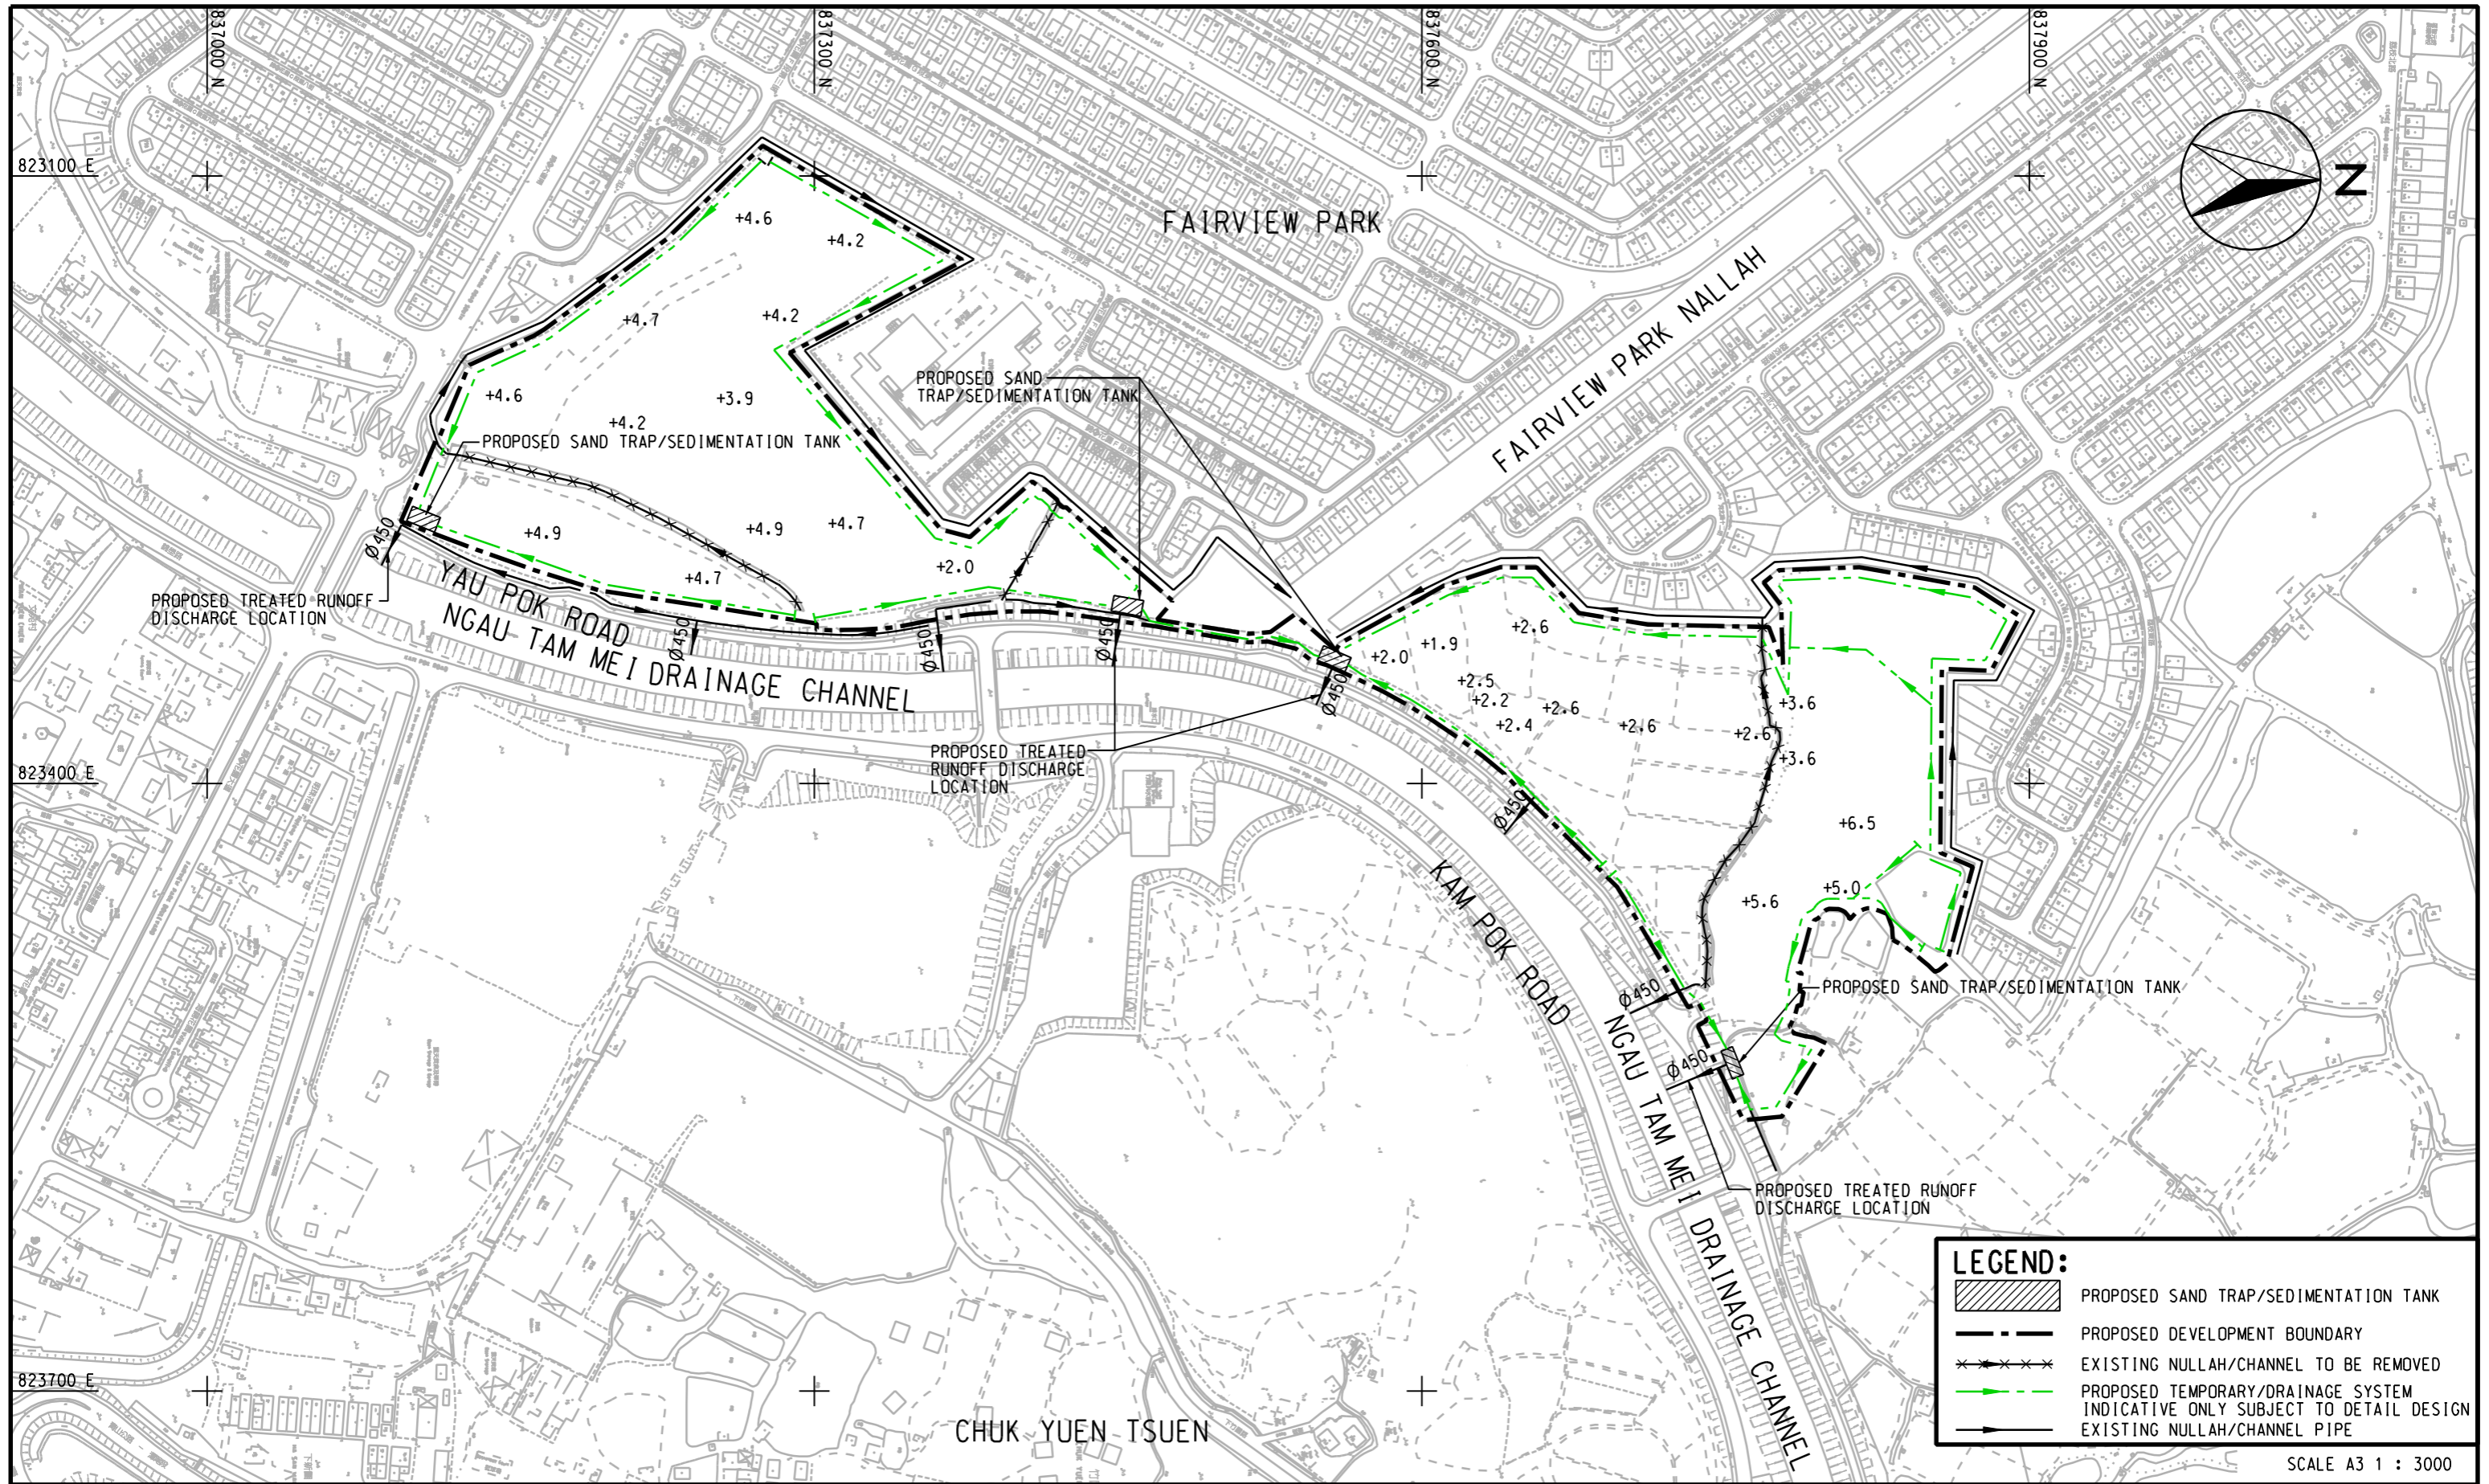 837000 N
837300 N
837600 N
837900 N
823100 E
N
FAIRVIEW PARK
+4.6
+4.2
+4.7
+4.2
FAIRVIEW PARK NALLAH
PROPOSED SAND
TRAP/SEDIMENTATION TANK
+4.6
+3.9
+4.2
PROPOSED SAND TRAP/SEDIMENTATION TANK
+4.9
+4.9
+4.7
+4.7
+2.0
Ø450
PROPOSED TREATED RUNOFF
DISCHARGE LOCATION
YAU POK ROAD
NGAU TAM MEI DRAINAGE CHANNEL
Ø450
Ø450
Ø450
Ø450
+2.0
+1.9
+2.6
+2.5
+2.2
+2.4
+2.6
+2.6
+2.6
+3.6
+3.6
PROPOSED TREATED
RUNOFF DISCHARGE
LOCATION
823400 E
Ø450
+6.5
+5.0
+5.6
KAM POK ROAD
Ø450
PROPOSED SAND TRAP/SEDIMENTATION TANK
Ø450
NGAU TAM MEI DRAINAGE CHANNEL
PROPOSED TREATED RUNOFF
DISCHARGE LOCATION
823700 E
CHUK YUEN TSUEN
LEGEND:
PROPOSED SAND TRAP/SEDIMENTATION TANK
PROPOSED DEVELOPMENT BOUNDARY
EXISTING NULLAH/CHANNEL TO BE REMOVED
PROPOSED TEMPORARY/DRAINAGE SYSTEM
INDICATIVE ONLY SUBJECT TO DETAIL DESIGN
EXISTING NULLAH/CHANNEL PIPE
SCALE A3 1 : 3000